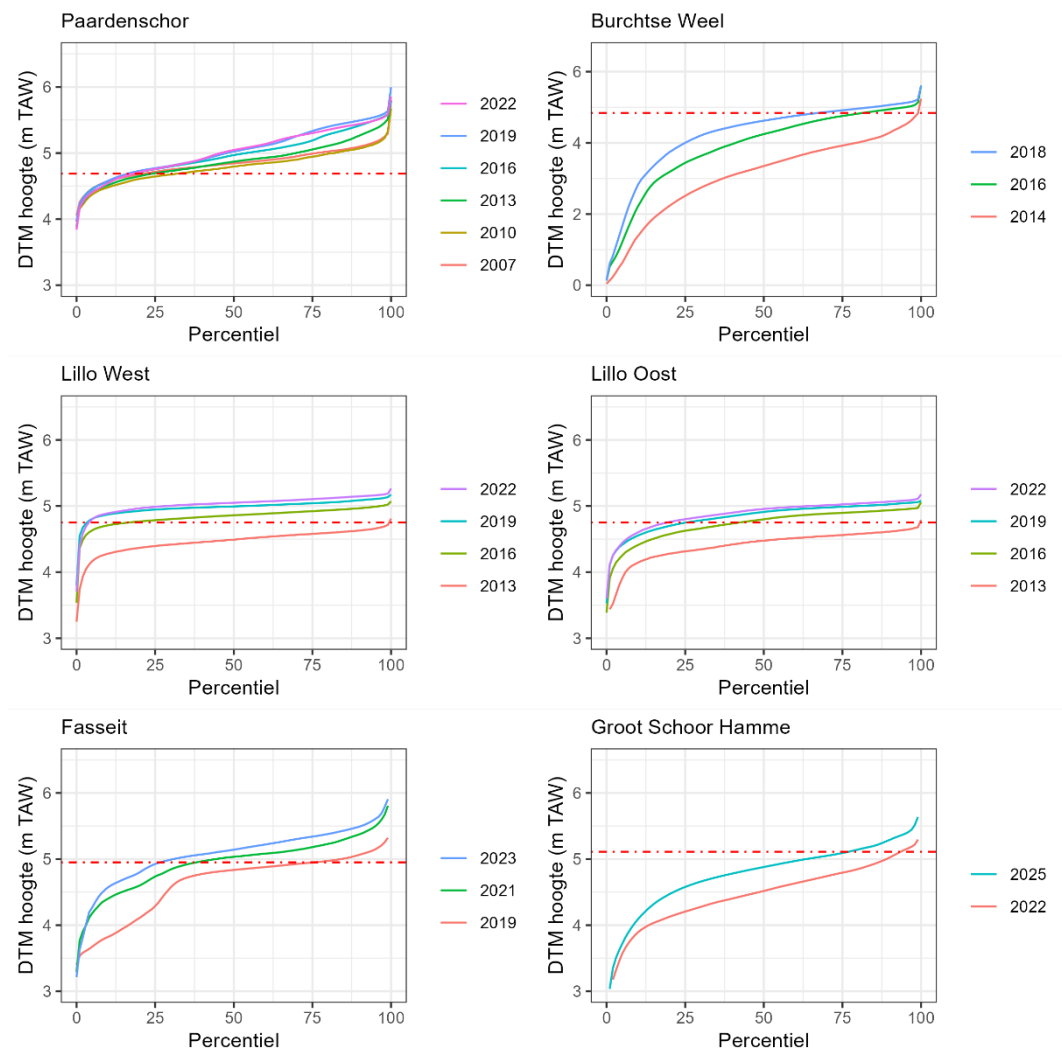 Paardenschor
DTM hoogte (m TAW)
6
5
4
3
0 25 50 75 100
Percentiel
2022
2019
2016
2013
2010
2007
Burchtse Weel
DTM hoogte (m TAW)
6
4
2
0
0 25 50 75 100
Percentiel
2018
2016
2014
Lillo West
DTM hoogte (m TAW)
6
5
4
3
0 25 50 75 100
Percentiel
2022
2019
2016
2013
Lillo Oost
DTM hoogte (m TAW)
6
5
4
3
0 25 50 75 100
Percentiel
2022
2019
2016
2013
Fasseit
DTM hoogte (m TAW)
6
5
4
3
0 25 50 75 100
Percentiel
2023
2021
2019
Groot Schoor Hamme
DTM hoogte (m TAW)
6
5
4
3
0 25 50 75 100
Percentiel
2025
2022